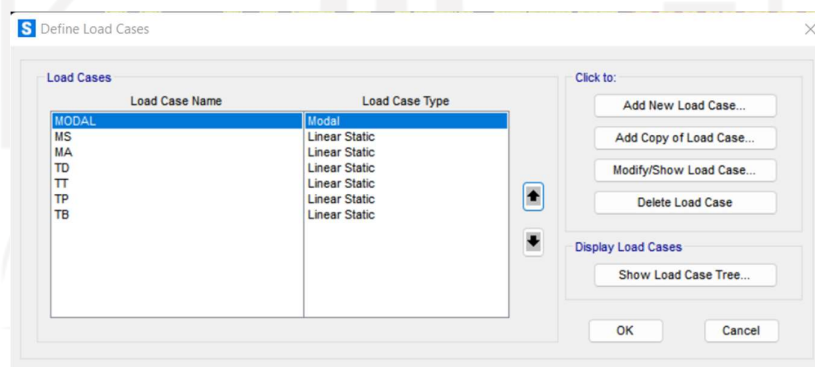 S Define Load Cases
Load Cases
Load Case Name Load Case Type
MODAL Modal
MS Linear Static
MA Linear Static
TD Linear Static
TT Linear Static
TP Linear Static
TB Linear Static
Click to:
Add New Load Case...
Add Copy of Load Case...
Modify/Show Load Case...
Delete Load Case
Display Load Cases
Show Load Case Tree...
OK Cancel